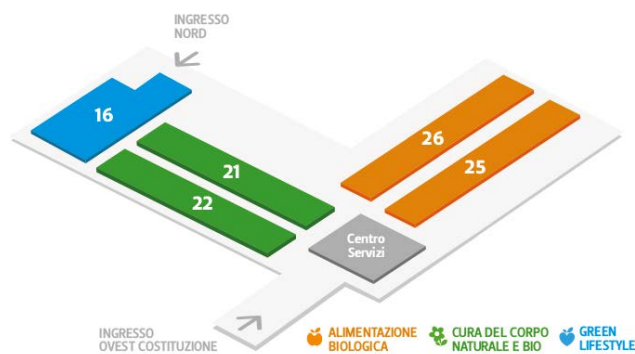 INGRESSO
NORD
16
26
21
25
22
Centro
Servizi
INGRESSO
OVEST COSTITUZIONE
ALIMENTAZIONE
BIOLOGICA
CURA DEL CORPO
NATURALE E BIO
GREEN
LIFESTYLE